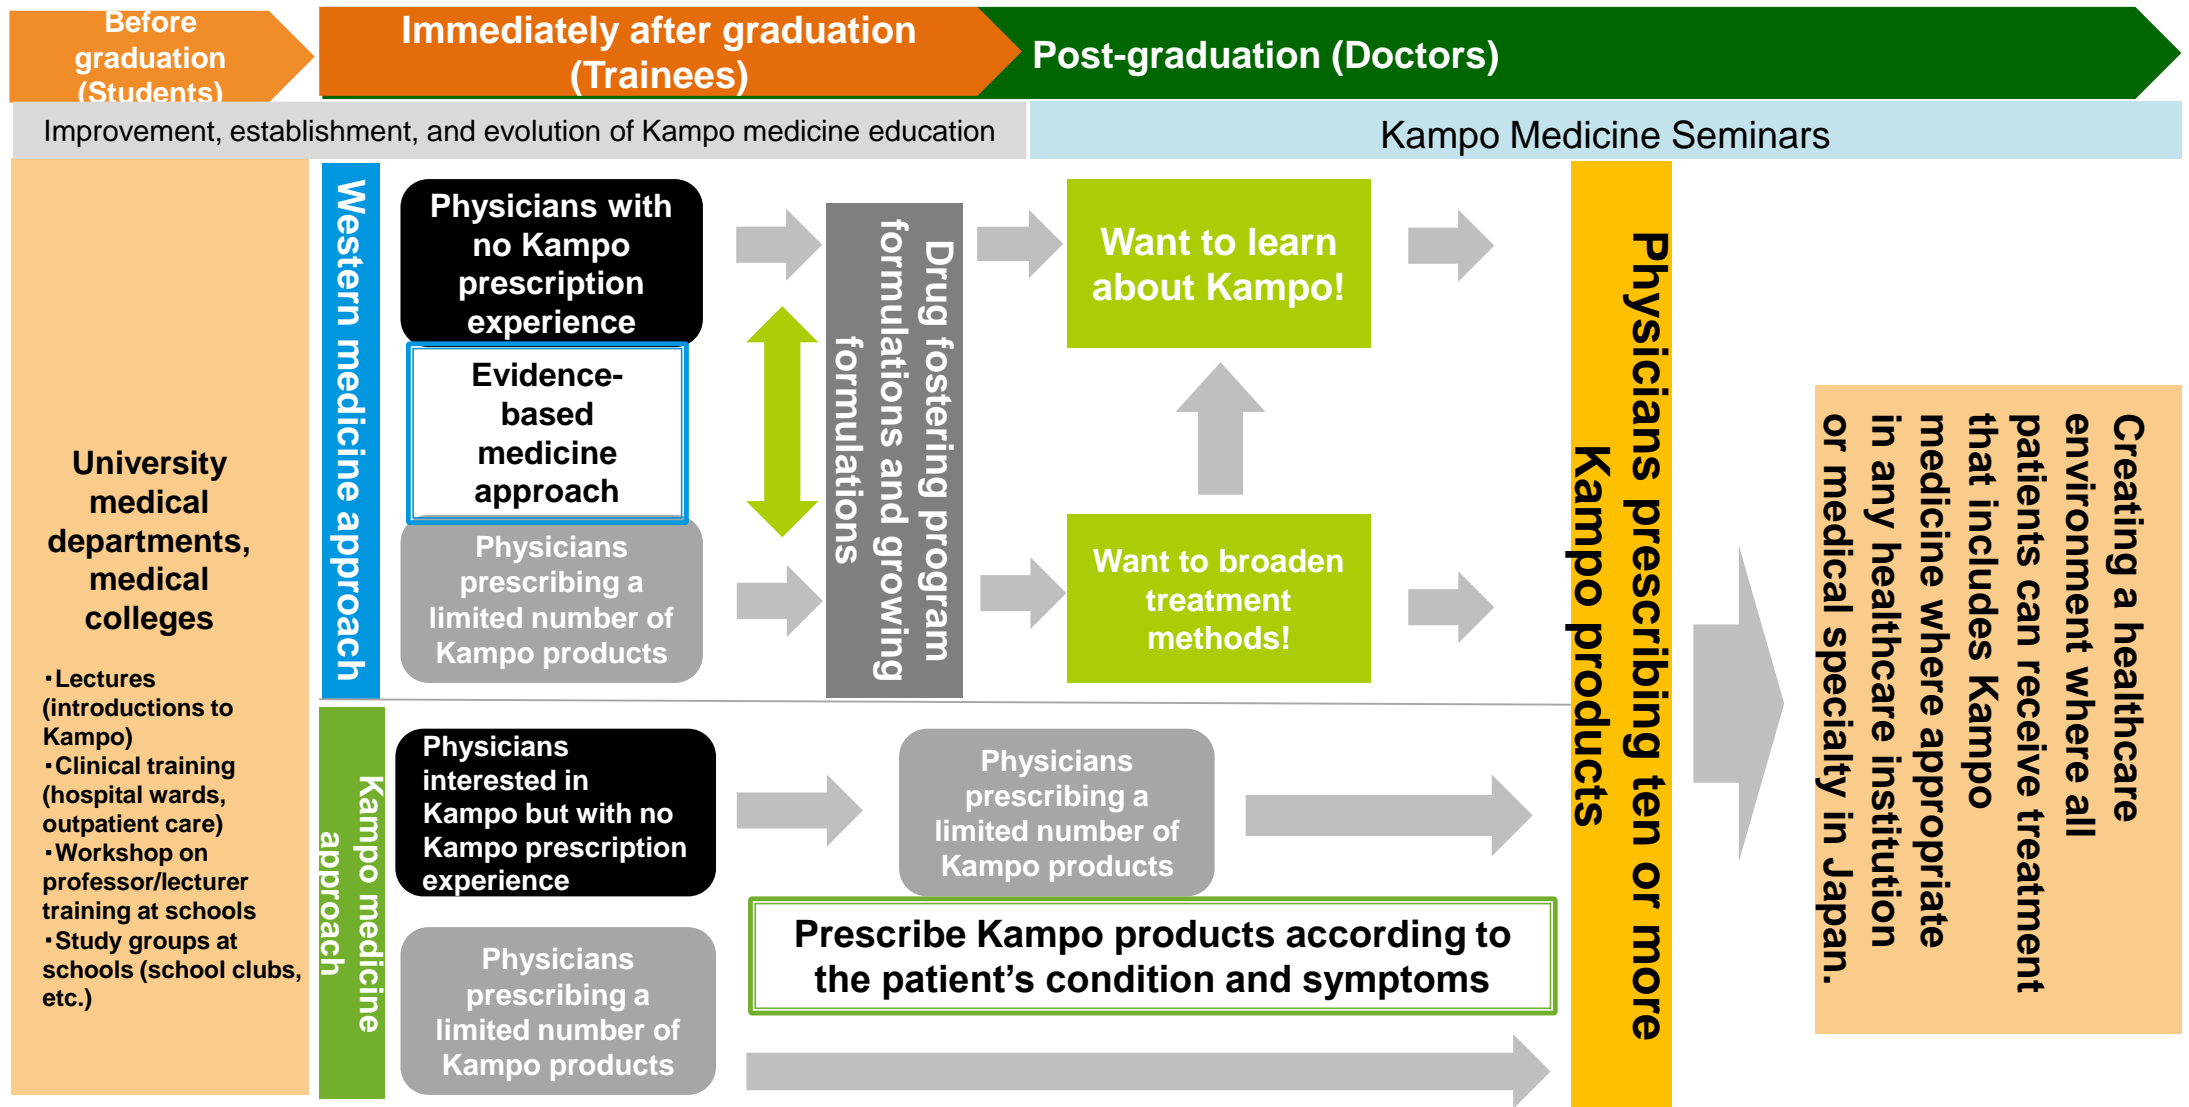 Before
graduation
(Students)
Immediately after graduation
(Trainees)
Post-graduation (Doctors)
Improvement, establishment, and evolution of Kampo medicine education
Kampo Medicine Seminars
University
medical
departments,
medical
colleges
・Lectures
(introductions to
Kampo)
・Clinical training
(hospital wards,
outpatient care)
・Workshop on
professor/lecturer
training at schools
・Study groups at
schools (school clubs,
etc.)
Western medicine approach
Physicians with
no Kampo
prescription
experience
Evidence-
based
medicine
approach
Physicians
prescribing a
limited number of
Kampo products
Drug fostering program
formulations and growing
formulations
Want to learn
about Kampo!
Want to broaden
treatment
methods!
Kampo medicine
approach
Physicians
interested in
Kampo but with no
Kampo prescription
experience
Physicians
prescribing a
limited number of
Kampo products
Prescribe Kampo products according to
the patient’s condition and symptoms
Physicians
prescribing a
limited number of
Kampo products
Physicians prescribing ten or more
Kampo products
Creating a healthcare
environment where all
patients can receive treatment
that includes Kampo
medicine where appropriate
in any healthcare institution
or medical specialty in Japan.